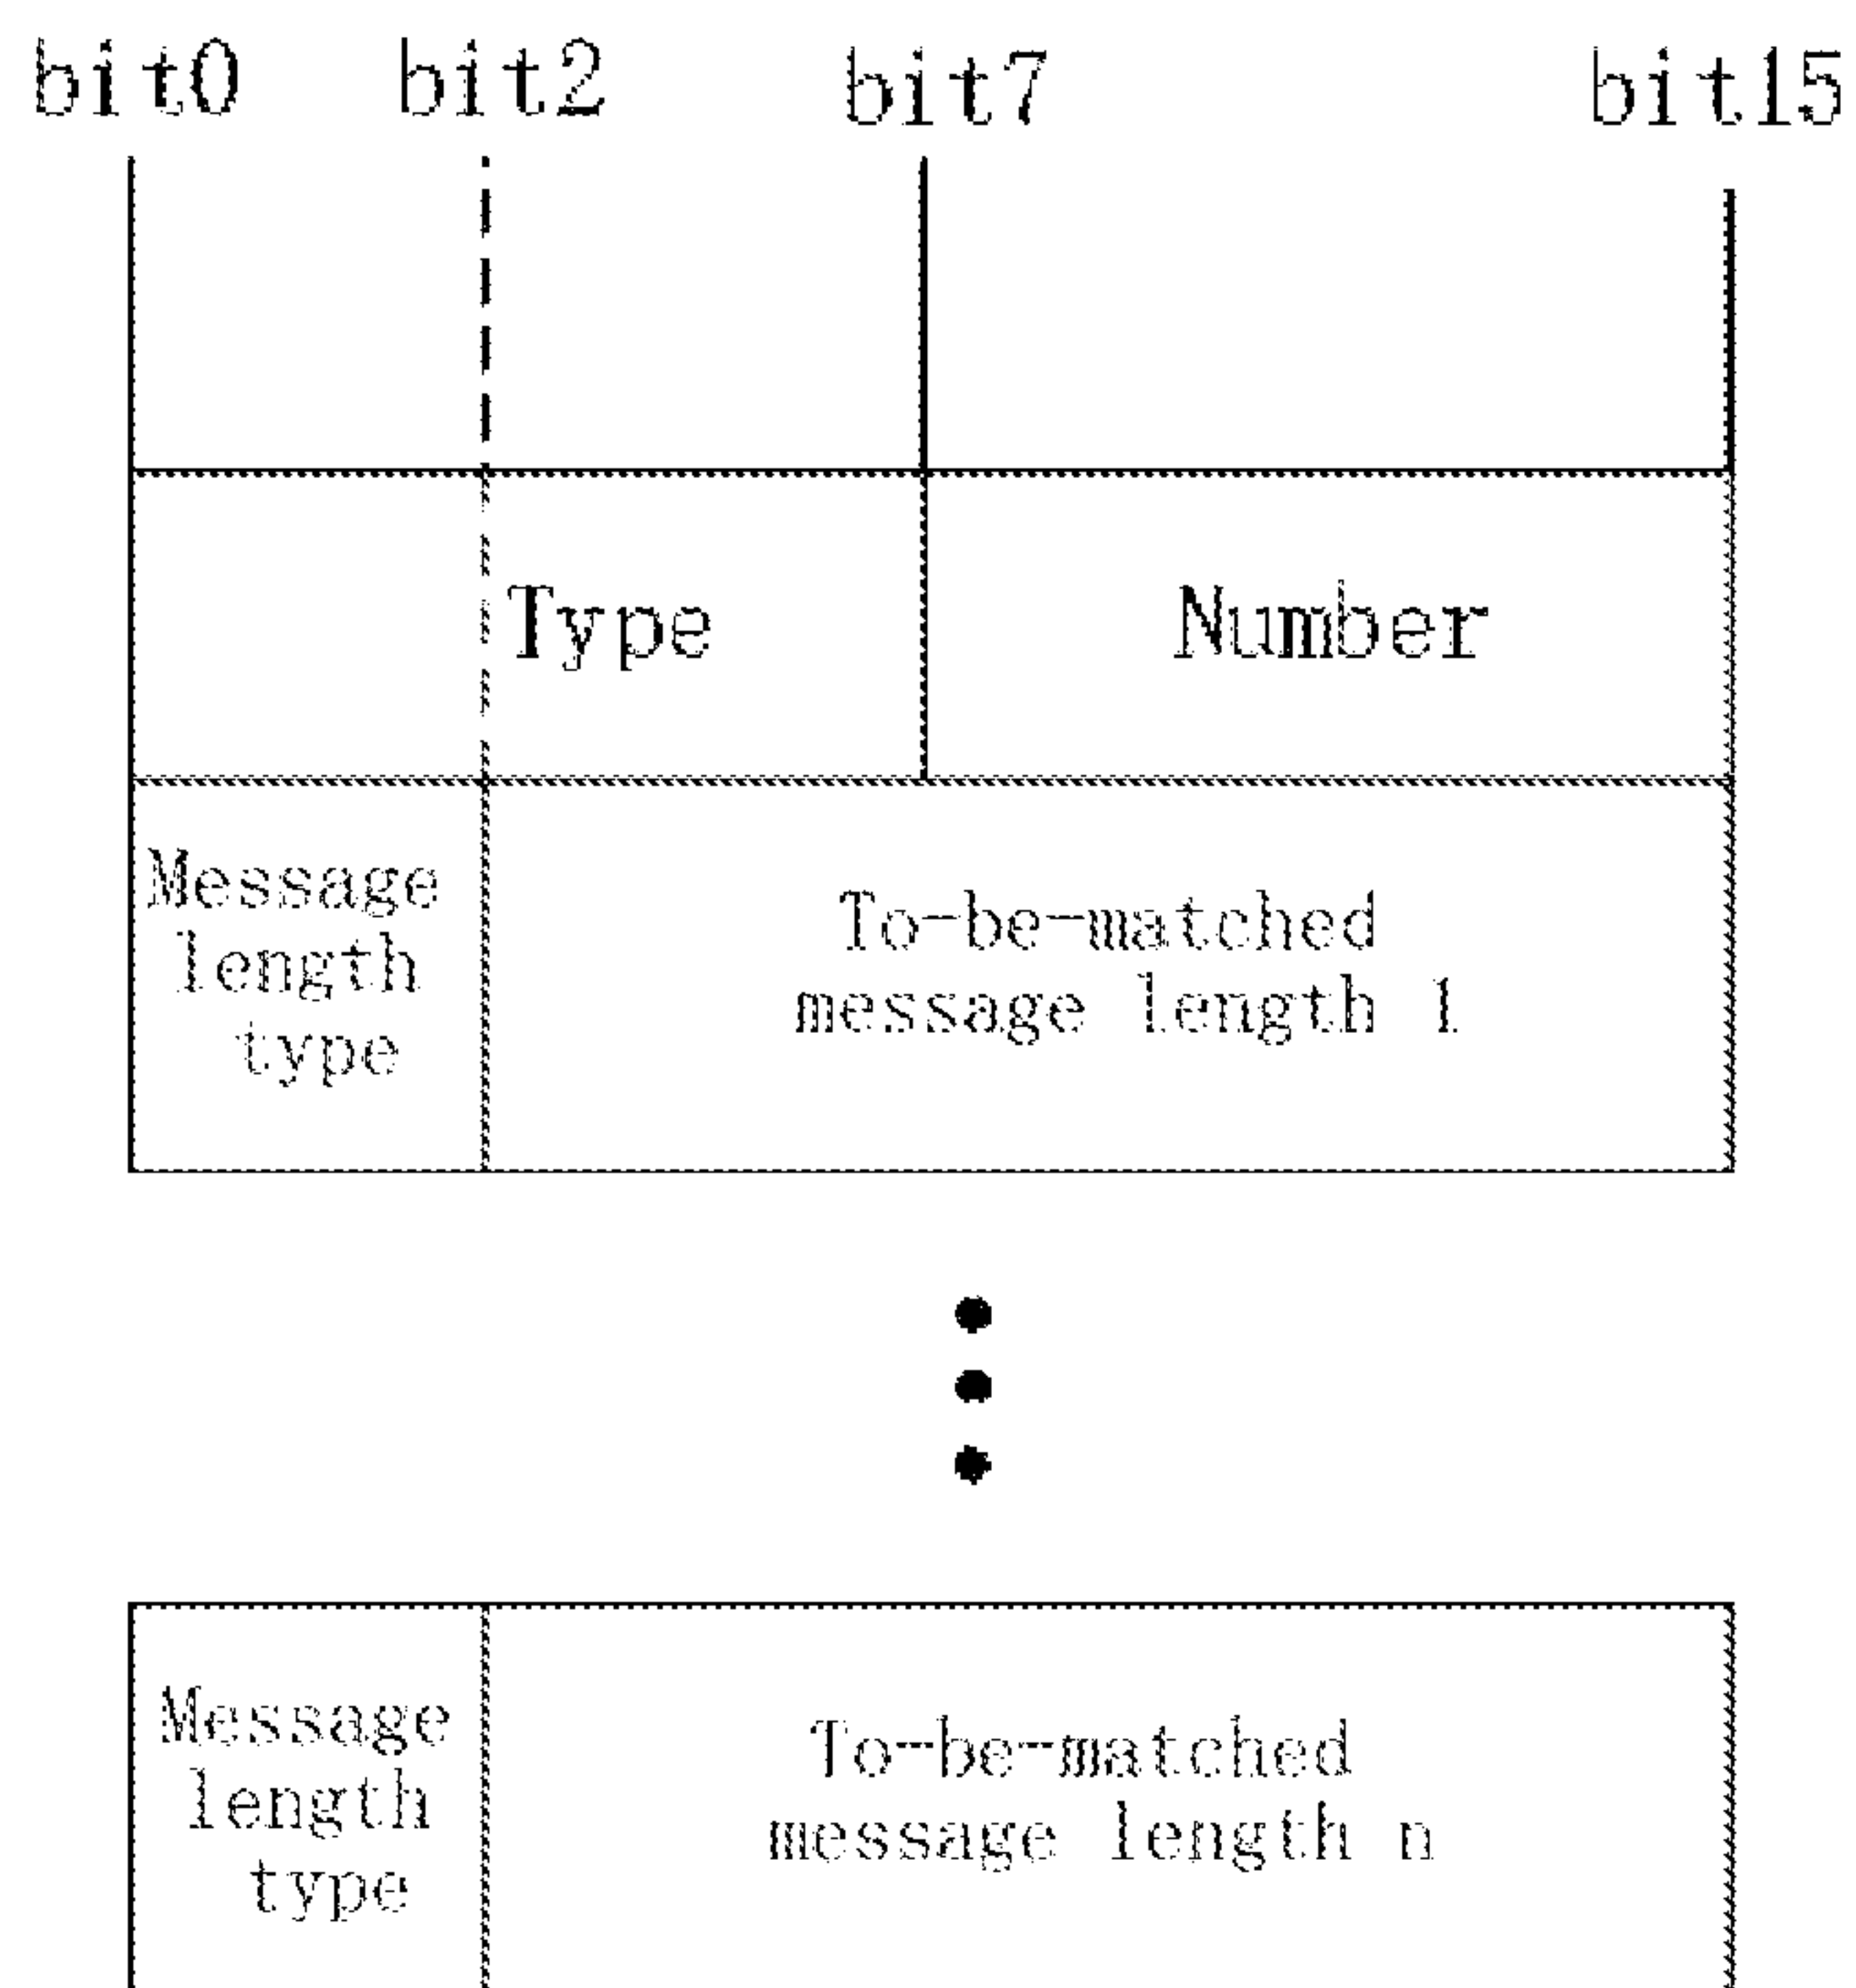 bit0 bit2 bit7 bit15
Type Number
Message
length
type
To-be-matched
message length 1
Message
length
type
To-be-matched
message length n